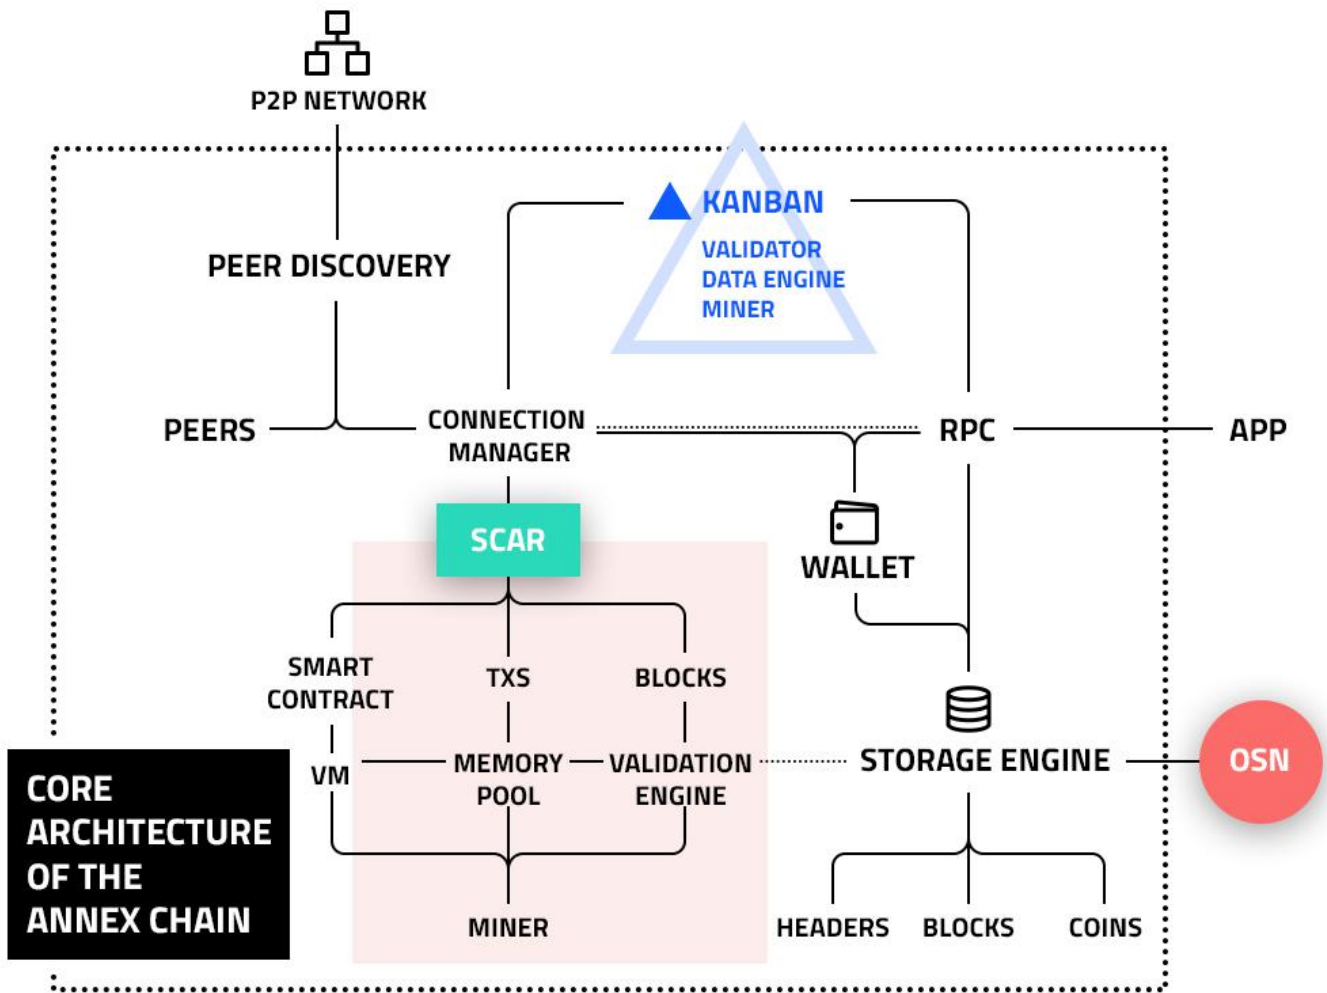 P2P NETWORK
KANBAN
VALIDATOR
DATA ENGINE
MINER
PEER DISCOVERY
PEERS
CONNECTION
MANAGER
RPC
APP
SCAR
WALLET
SMART
CONTRACT
TXS
BLOCKS
VM
MEMORY
POOL
VALIDATION
ENGINE
STORAGE ENGINE
OSN
CORE
ARCHITECTURE
OF THE
ANNEX CHAIN
MINER
HEADERS
BLOCKS
COINS